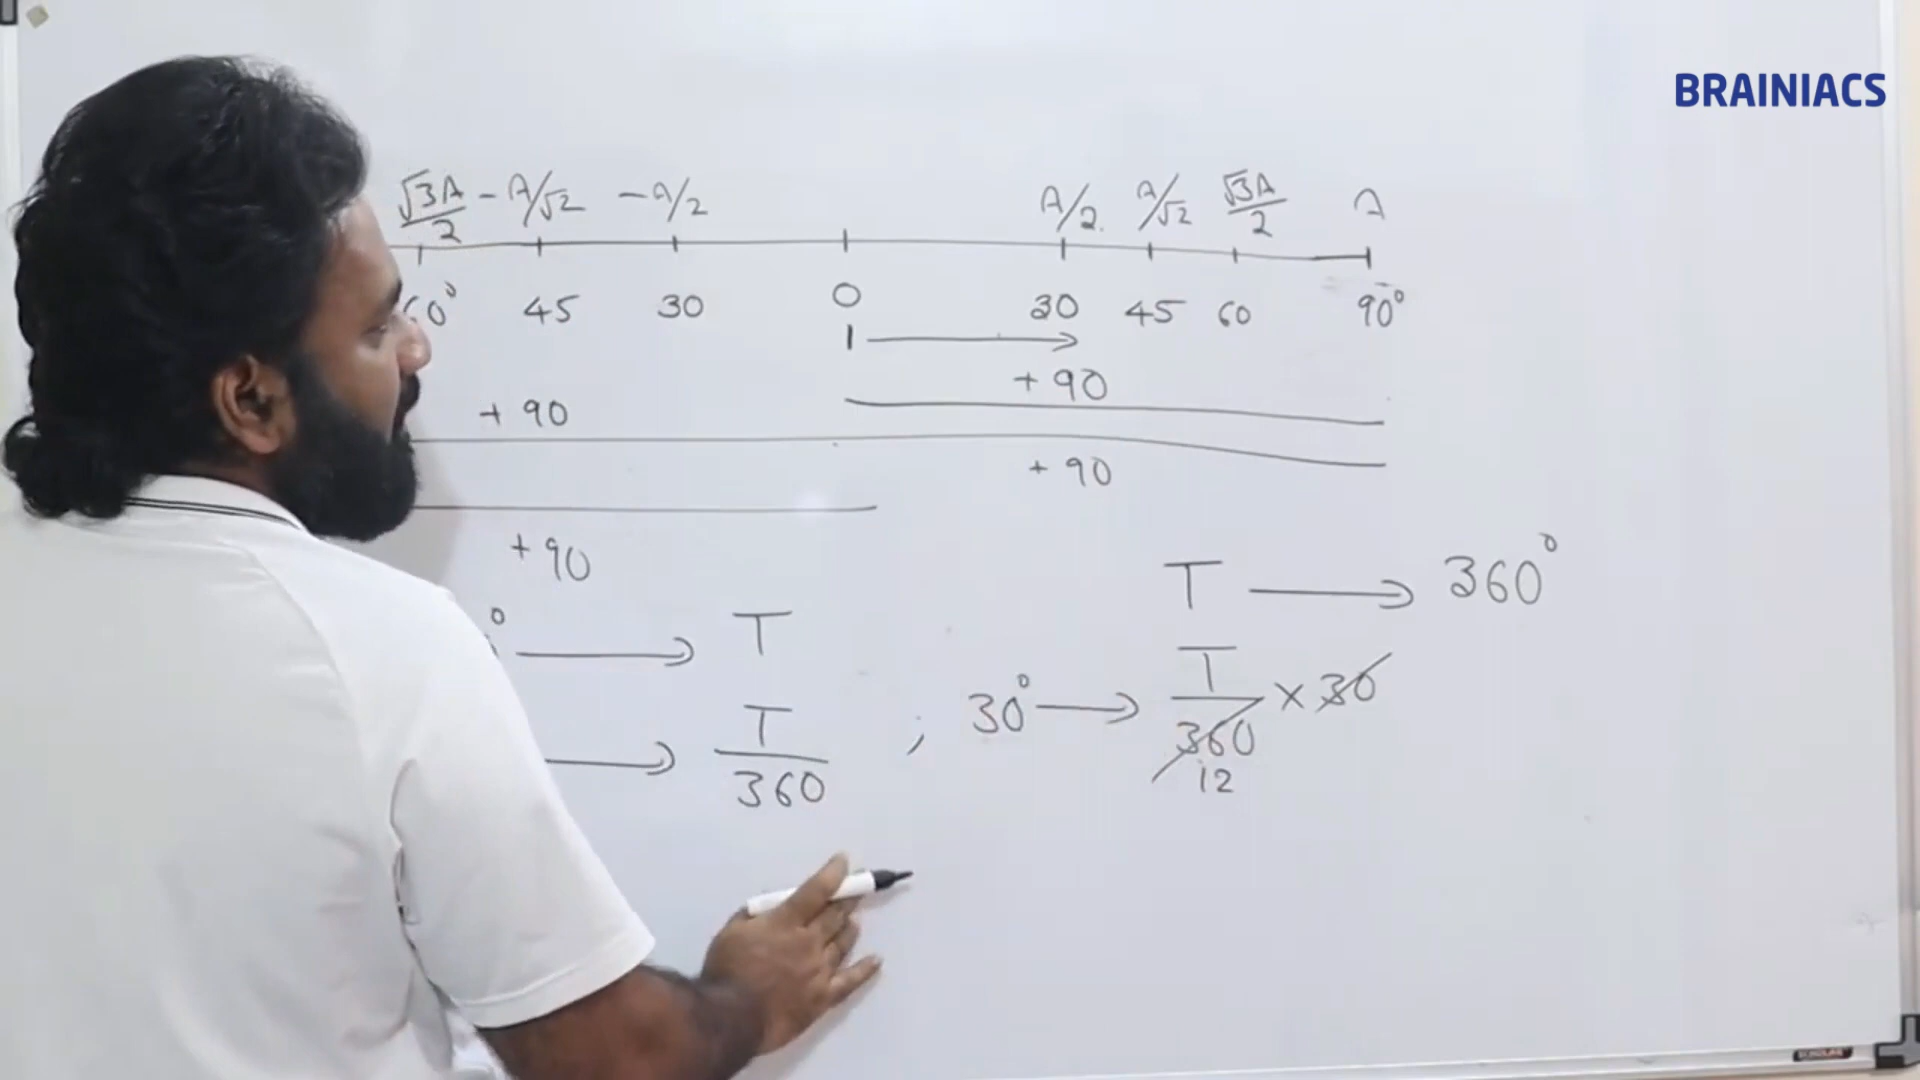 BRAINIACS
√3A/2 -A/√2 -A/2 A/2 A/√2 √3A/2 A
60° 45 30 0 30 45 60 90°
+ 90
+ 90
+ 90
+ 90
T → 360°
° → T
30° → T/360 × 30
12
→ T/360 ;